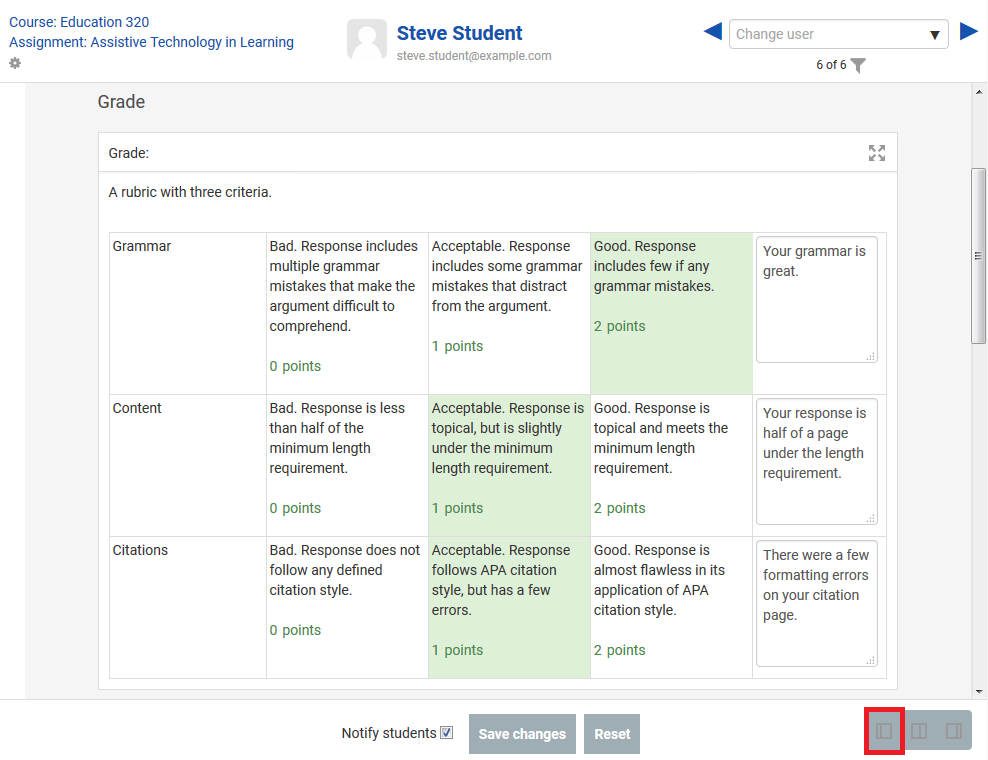 Course: Education 320
Assignment: Assistive Technology in Learning
Steve Student
steve.student@example.com
Change user
6 of 6
Grade
Grade:
A rubric with three criteria.
Grammar
Bad. Response includes
multiple grammar
mistakes that make the
argument difficult to
comprehend.
0 points
Acceptable. Response
includes some grammar
mistakes that distract
from the argument.
1 points
Good. Response
includes few if any
grammar mistakes.
2 points
Your grammar is
great.
Content
Bad. Response is less
than half of the
minimum length
requirement.
0 points
Acceptable. Response is
topical, but is slightly
under the minimum
length requirement.
1 points
Good. Response is
topical and meets the
minimum length
requirement.
2 points
Your response is
half of a page
under the length
requirement.
Citations
Bad. Response does not
follow any defined
citation style.
0 points
Acceptable. Response
follows APA citation
style, but has a few
errors.
1 points
Good. Response is
almost flawless in its
application of APA
citation style.
2 points
There were a few
formatting errors
on your citation
page.
Notify students
Save changes
Reset